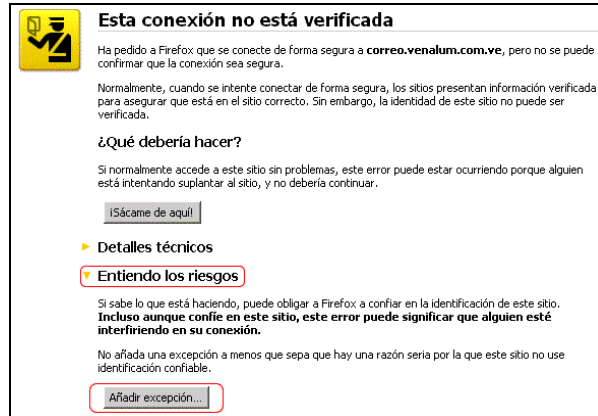 Esta conexión no está verificada
Ha pedido a Firefox que se conecte de forma segura a correo.venalum.com.ve, pero no se puede
confirmar que la conexión sea segura.
Normalmente, cuando se intente conectar de forma segura, los sitios presentan información verificada
para asegurar que está en el sitio correcto. Sin embargo, la identidad de este sitio no puede ser
verificada.
¿Qué debería hacer?
Si normalmente accede a este sitio sin problemas, este error puede estar ocurriendo porque alguien
está intentando suplantar al sitio, y no debería continuar.
¡Sácame de aquí!
Detalles técnicos
Entiendo los riesgos
Si sabe lo que está haciendo, puede obligar a Firefox a confiar en la identificación de este sitio.
Incluso aunque confíe en este sitio, este error puede significar que alguien esté
interfiriendo en su conexión.
No añada una excepción a menos que sepa que hay una razón seria por la que este sitio no use
identificación confiable.
Añadir excepción...